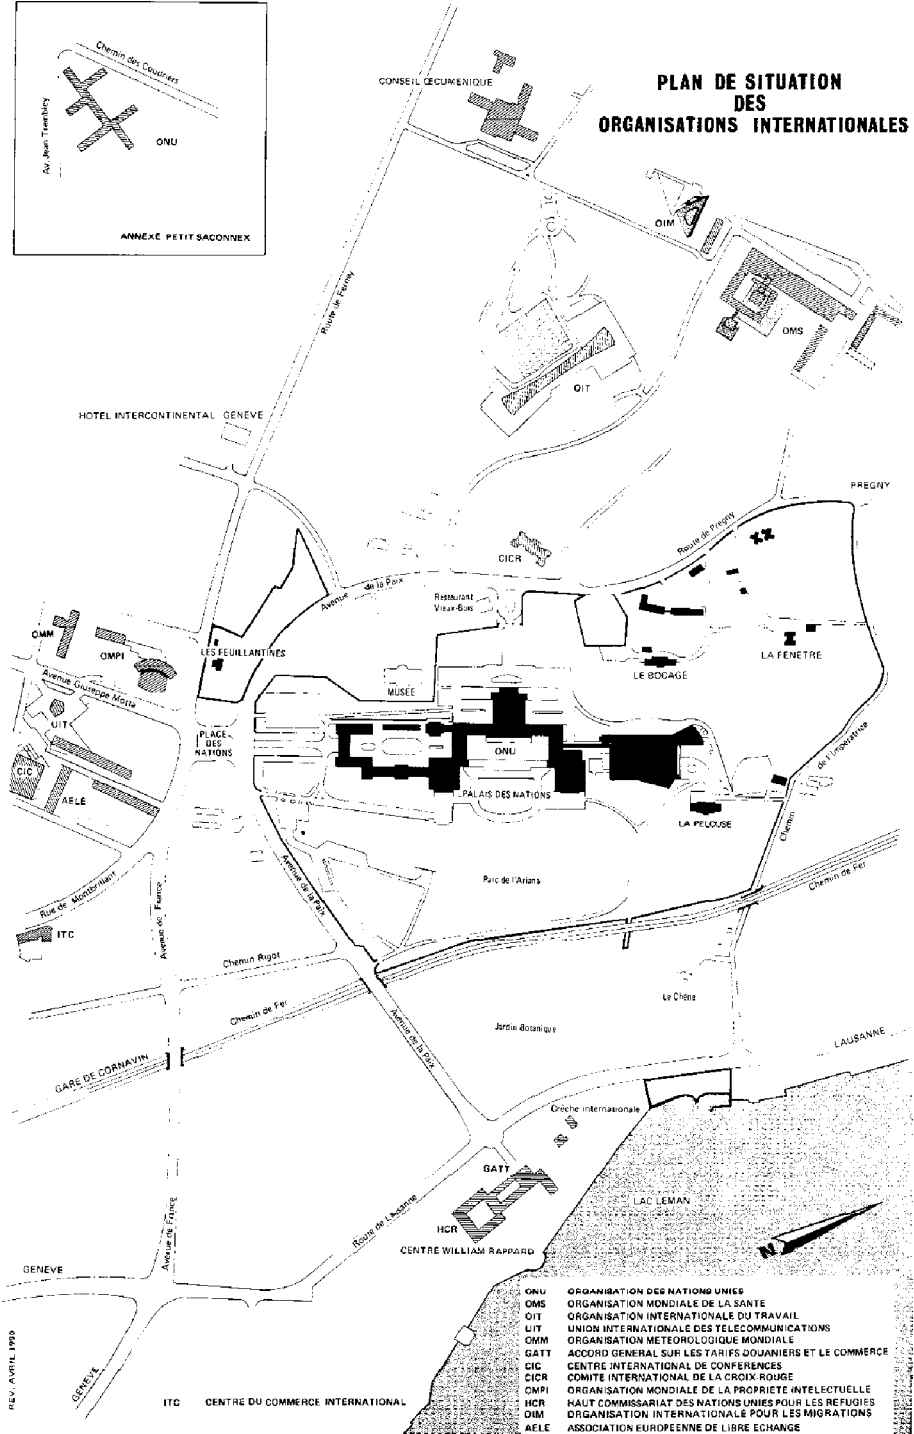 PLAN DE SITUATION
DES
ORGANISATIONS INTERNATIONALES
Chemin des Coudriers
Av. Jean-Trembley
ONU
ANNEXE PETIT SACONNEX
CONSEIL ŒCUMENIQUE
OIM
OMS
Route de Ferney
OIT
HOTEL INTERCONTINENTAL GENEVE
PREGNY
Route de Pregny
CICR
Avenue de la Paix
Restaurant
Vieux-Bois
OMM
OMPI
LES FEUILLANTINES
LA FENETRE
LE BOCAGE
MUSEE
Avenue Giuseppe Motta
UIT
PLACE
DES
NATIONS
ONU
PALAIS DES NATIONS
Chemin de l'Impératrice
CIC
AELE
LA PELOUSE
Avenue de la Paix
Parc de l'Ariana
Chemin de Fer
Rue de Montbrillant
Avenue de France
ITC
Chemin Rigot
Chemin de Fer
Le Chêne
Jardin Botanique
Avenue de la Paix
LAUSANNE
GARE DE CORNAVIN
Crèche internationale
GATT
LAC LEMAN
HCR
CENTRE WILLIAM RAPPARD
Route de Lausanne
Avenue de France
N
GENEVE
GENEVE
REV. AVRIL 1990
ITC CENTRE DU COMMERCE INTERNATIONAL
ONU ORGANISATION DES NATIONS UNIES
OMS ORGANISATION MONDIALE DE LA SANTE
OIT ORGANISATION INTERNATIONALE DU TRAVAIL
UIT UNION INTERNATIONALE DES TELECOMMUNICATIONS
OMM ORGANISATION METEOROLOGIQUE MONDIALE
GATT ACCORD GENERAL SUR LES TARIFS DOUANIERS ET LE COMMERCE
CIC CENTRE INTERNATIONAL DE CONFERENCES
CICR COMITE INTERNATIONAL DE LA CROIX-ROUGE
OMPI ORGANISATION MONDIALE DE LA PROPRIETE INTELECTUELLE
HCR HAUT COMMISSARIAT DES NATIONS UNIES POUR LES REFUGIES
OIM ORGANISATION INTERNATIONALE POUR LES MIGRATIONS
AELE ASSOCIATION EUROPEENNE DE LIBRE ECHANGE